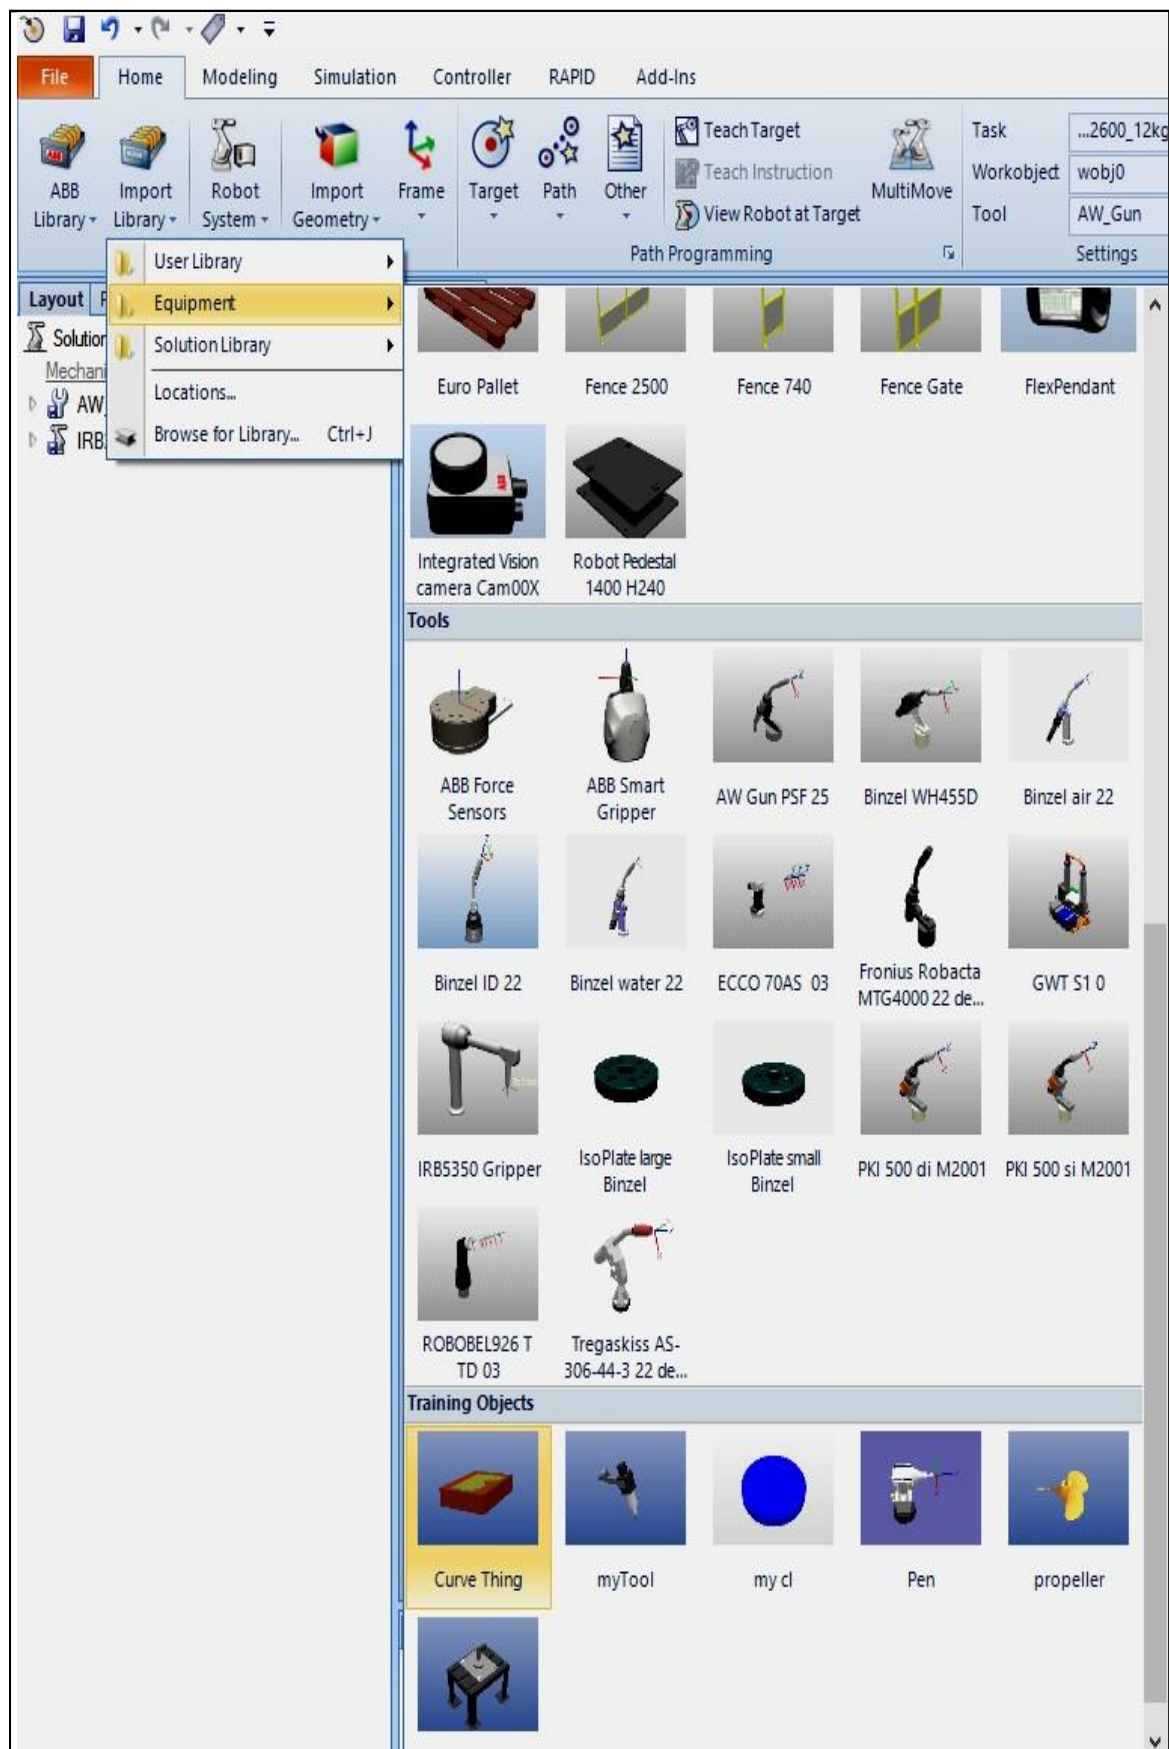 File Home Modeling Simulation Controller RAPID Add-Ins
ABB Library
Import Library
Robot System
Import Geometry
Frame
Target
Path
Other
Teach Target
Teach Instruction
View Robot at Target
MultiMove
Path Programming
Task ...2600_12kg
Workobject wobj0
Tool AW_Gun
Settings
User Library
Equipment
Solution Library
Locations...
Browse for Library... Ctrl+J
Layout
Solution
Mechani
AW_
IRB
Euro Pallet
Fence 2500
Fence 740
Fence Gate
FlexPendant
Integrated Vision
camera Cam00X
Robot Pedestal
1400 H240
Tools
ABB Force
Sensors
ABB Smart
Gripper
AW Gun PSF 25
Binzel WH455D
Binzel air 22
Binzel ID 22
Binzel water 22
ECCO 70AS 03
Fronius Robacta
MTG4000 22 de...
GWT S1 0
IRB5350 Gripper
IsoPlate large
Binzel
IsoPlate small
Binzel
PKI 500 di M2001
PKI 500 si M2001
ROBOBEL926 T
TD 03
Tregaskiss AS-
306-44-3 22 de...
Training Objects
Curve Thing
myTool
my cl
Pen
propeller